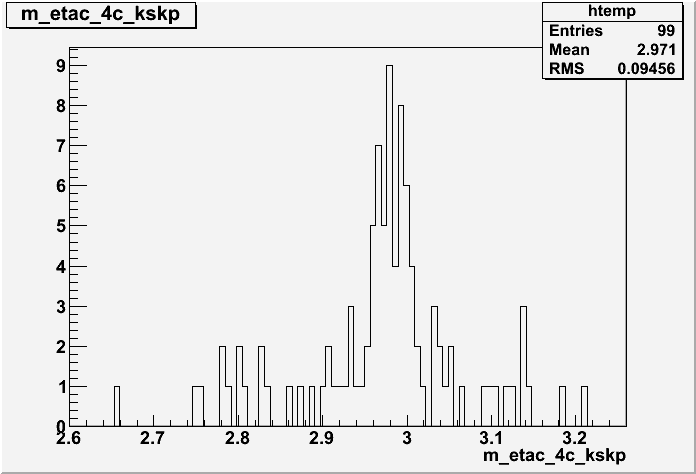 m_etac_4c_kskp
htemp
Entries 99
Mean 2.971
RMS 0.09456
9
8
7
6
5
4
3
2
1
0
2.6 2.7 2.8 2.9 3 3.1 3.2
m_etac_4c_kskp